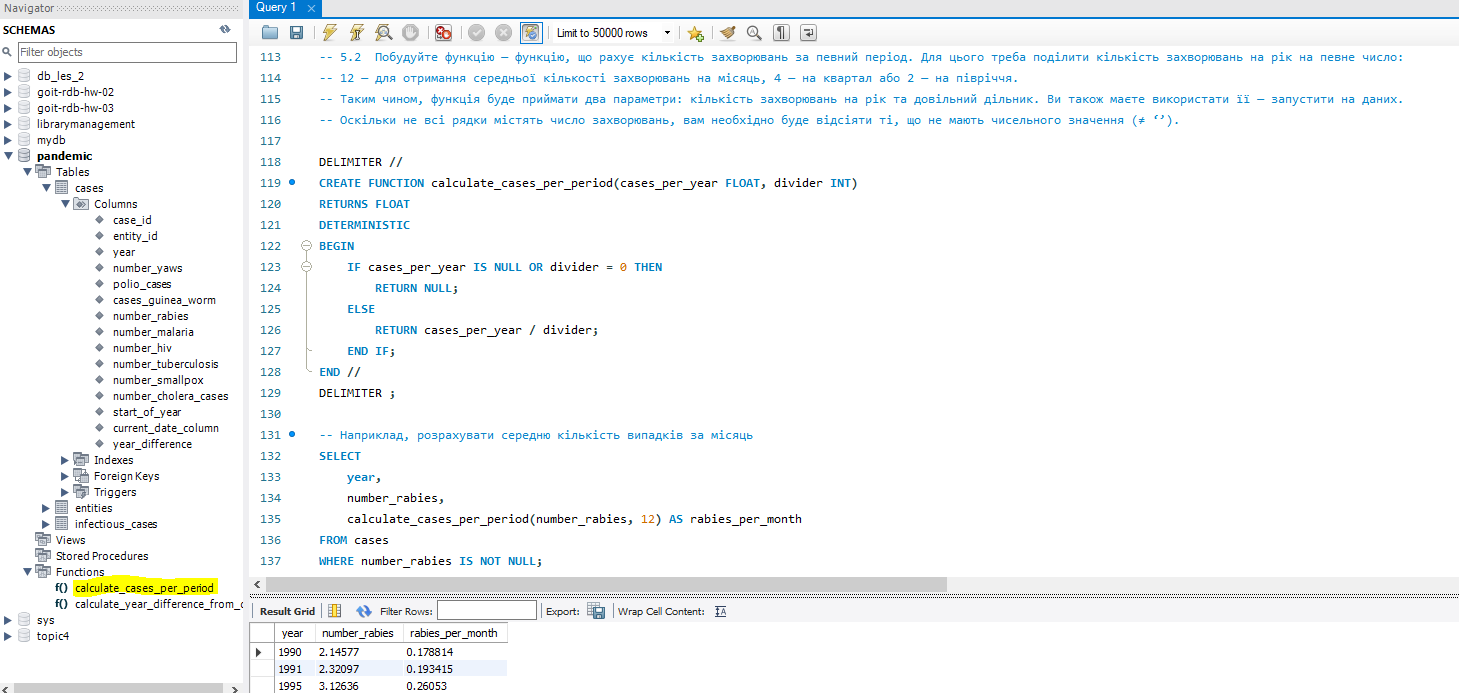 Navigator
SCHEMAS
Filter objects
db_les_2
goit-rdb-hw-02
goit-rdb-hw-03
librarymanagement
mydb
pandemic
Tables
cases
Columns
case_id
entity_id
year
number_yaws
polio_cases
cases_guinea_worm
number_rabies
number_malaria
number_hiv
number_tuberculosis
number_smallpox
number_cholera_cases
start_of_year
current_date_column
year_difference
Indexes
Foreign Keys
Triggers
entities
infectious_cases
Views
Stored Procedures
Functions
f() calculate_cases_per_period
f() calculate_year_difference_from_c
sys
topic4
Query 1
Limit to 50000 rows
113 -- 5.2  Побудуйте функцію — функцію, що рахує кількість захворювань за певний період. Для цього треба поділити кількість захворювань на рік на певне число:
114 -- 12 — для отримання середньої кількості захворювань на місяць, 4 — на квартал або 2 — на півріччя.
115 -- Таким чином, функція буде приймати два параметри: кількість захворювань на рік та довільний дільник. Ви також маєте використати її — запустити на даних.
116 -- Оскільки не всі рядки містять число захворювань, вам необхідно буде відсіяти ті, що не мають чисельного значення (≠ ‘’).
117
118 DELIMITER //
119 CREATE FUNCTION calculate_cases_per_period(cases_per_year FLOAT, divider INT)
120 RETURNS FLOAT
121 DETERMINISTIC
122 BEGIN
123 IF cases_per_year IS NULL OR divider = 0 THEN
124 RETURN NULL;
125 ELSE
126 RETURN cases_per_year / divider;
127 END IF;
128 END //
129 DELIMITER ;
130
131 -- Наприклад, розрахувати середню кількість випадків за місяць
132 SELECT
133 year,
134 number_rabies,
135 calculate_cases_per_period(number_rabies, 12) AS rabies_per_month
136 FROM cases
137 WHERE number_rabies IS NOT NULL;
Result Grid Filter Rows: Export: Wrap Cell Content:
year number_rabies rabies_per_month
1990 2.14577 0.178814
1991 2.32097 0.193415
1995 3.12636 0.26053